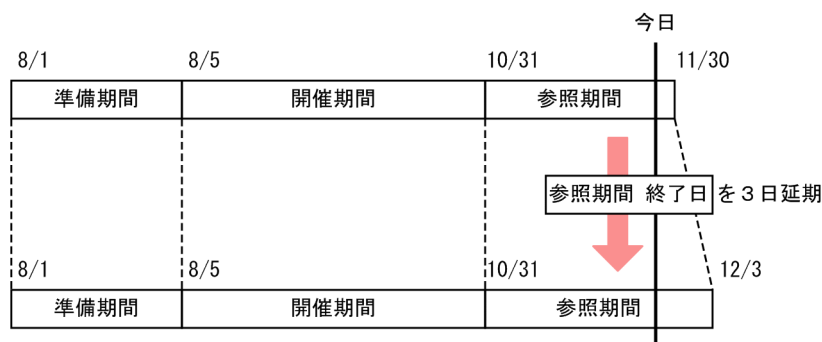 今日
8/1 8/5 10/31 11/30
準備期間 開催期間 参照期間
参照期間 終了日を3日延期
8/1 8/5 10/31 12/3
準備期間 開催期間 参照期間